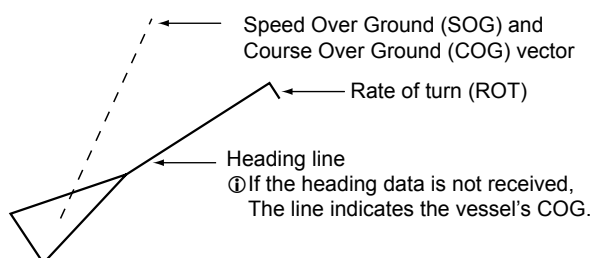 Speed Over Ground (SOG) and
Course Over Ground (COG) vector
Rate of turn (ROT)
Heading line
ⓘIf the heading data is not received,
The line indicates the vessel's COG.